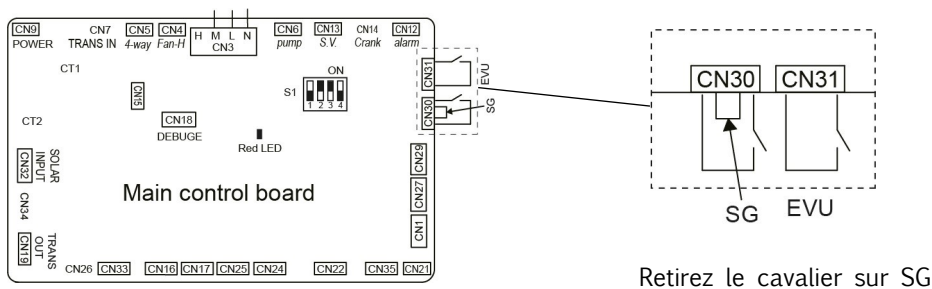 CN9 CN7 CN5 CN4 H M L N CN6 CN13 CN14 CN12
POWER TRANS IN 4-way Fan-H CN3 pump S.V. Crank alarm
CT1
CN15
S1
ON
1 2 3 4
CN31
EVU
CN30
SG
CT2
CN18
DEBUGE
Red LED
SOLAR
INPUT
CN32
CN34
TRANS
OUT
CN19
Main control board
CN29
CN27
CN1
CN26 CN33 CN16 CN17 CN25 CN24 CN22 CN35 CN21
CN30 CN31
SG EVU
Retirez le cavalier sur SG